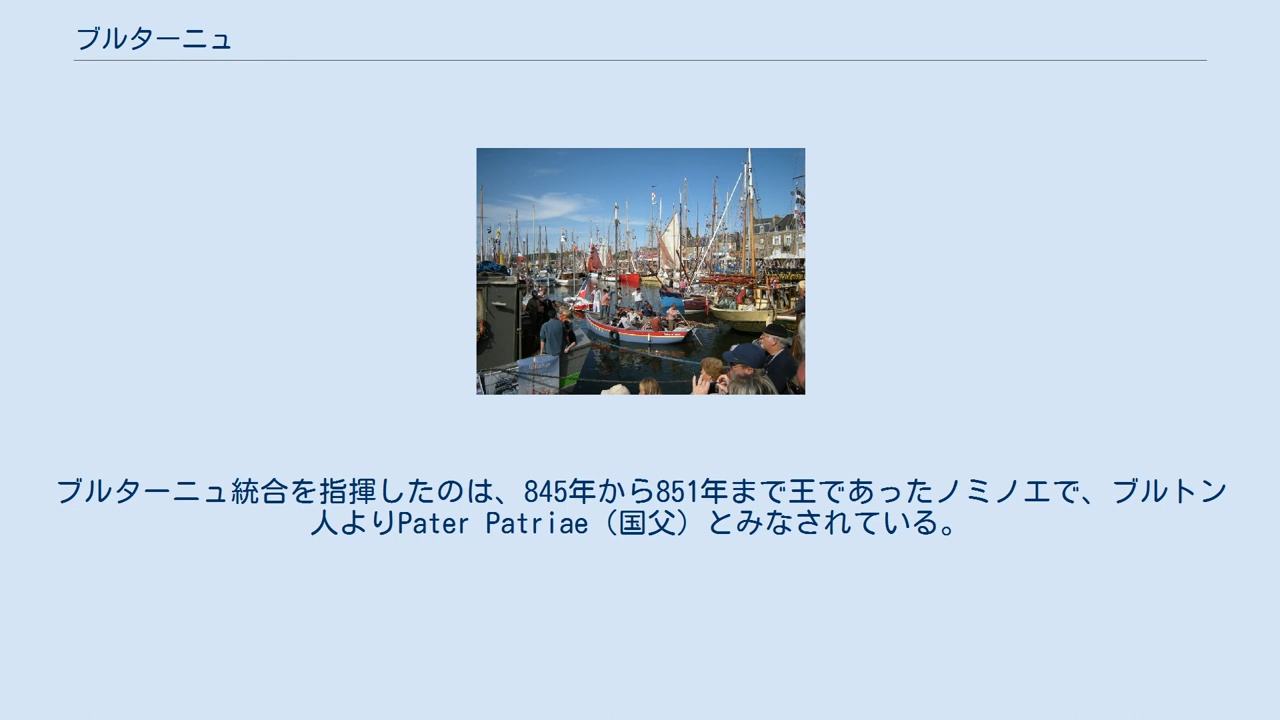 ブルターニュ
ブルターニュ統合を指揮したのは、845年から851年まで王であったノミノエで、ブルトン
人よりPater Patriae（国父）とみなされている。